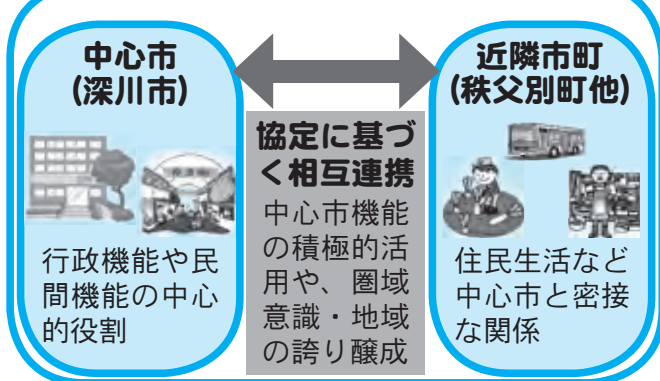 中心市
(深川市)
行政機能や民
間機能の中心
的役割
協定に基づ
く相互連携
中心市機能
の積極的活
用や、圏域
意識・地域
の誇り醸成
近隣市町
(秩父別町他)
住民生活など
中心市と密接
な関係